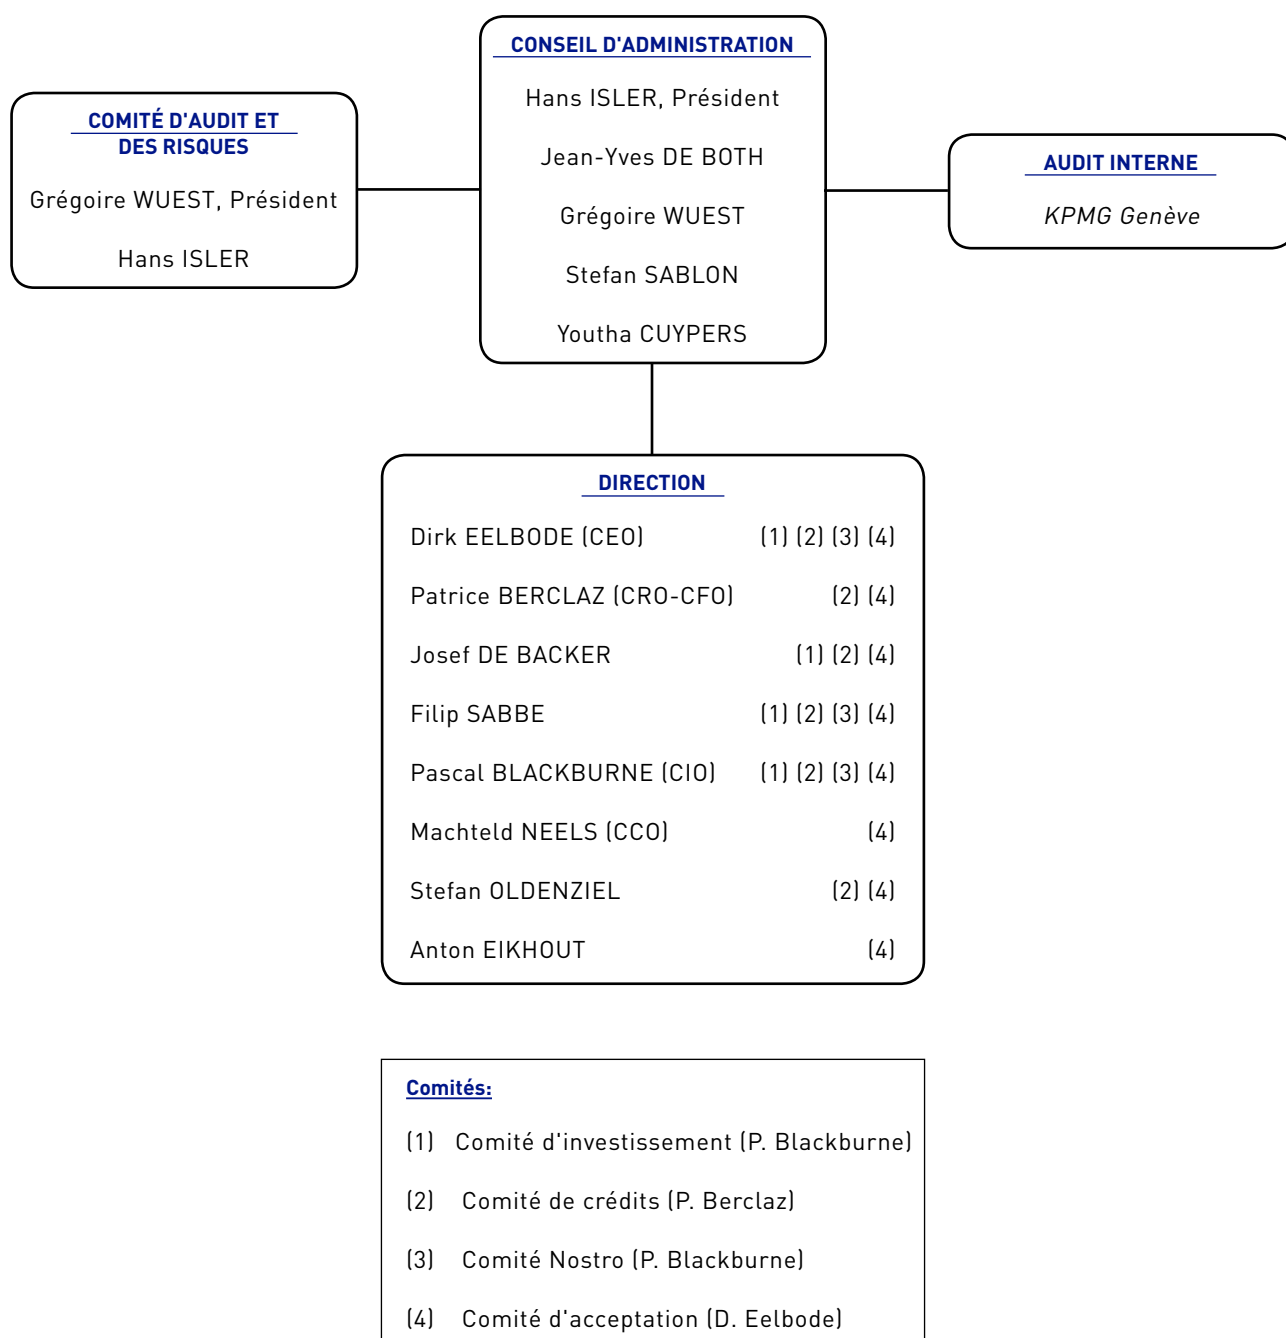 CONSEIL D'ADMINISTRATION
Hans ISLER, Président
Jean-Yves DE BOTH
Grégoire WUEST
Stefan SABLON
Youtha CUYPERS
COMITÉ D'AUDIT ET
DES RISQUES
Grégoire WUEST, Président
Hans ISLER
AUDIT INTERNE
KPMG Genève
DIRECTION
Dirk EELBODE (CEO) (1) (2) (3) (4)
Patrice BERCLAZ (CRO-CFO) (2) (4)
Josef DE BACKER (1) (2) (4)
Filip SABBE (1) (2) (3) (4)
Pascal BLACKBURNE (CIO) (1) (2) (3) (4)
Machteld NEELS (CCO) (4)
Stefan OLDENZIEL (2) (4)
Anton EIKHOUT (4)
Comités:
(1) Comité d'investissement (P. Blackburne)
(2) Comité de crédits (P. Berclaz)
(3) Comité Nostro (P. Blackburne)
(4) Comité d'acceptation (D. Eelbode)